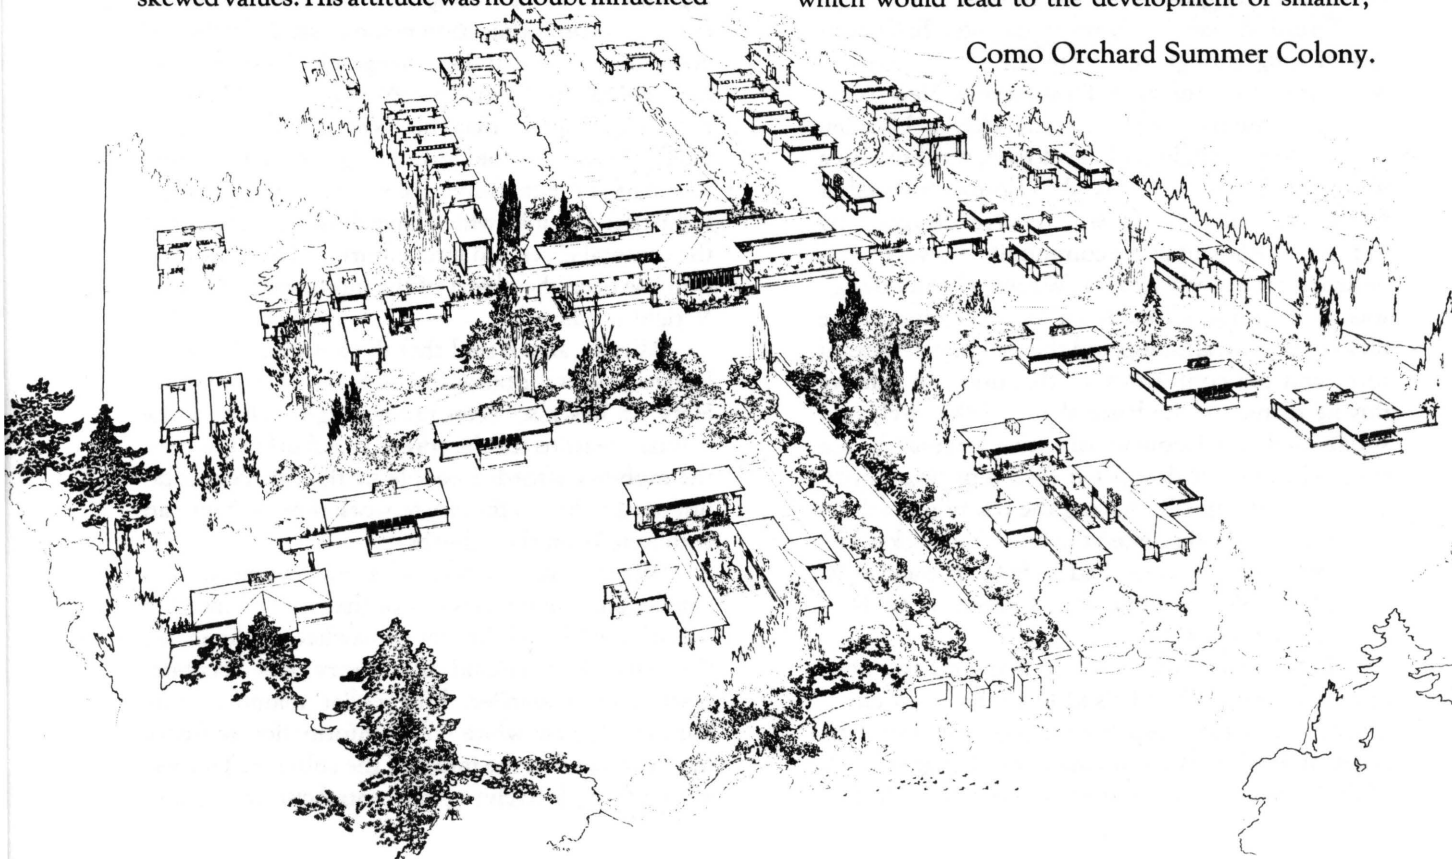 skewed values. His attitude was no doubt influenced
which would lead to the development of smaller,
Como Orchard Summer Colony.